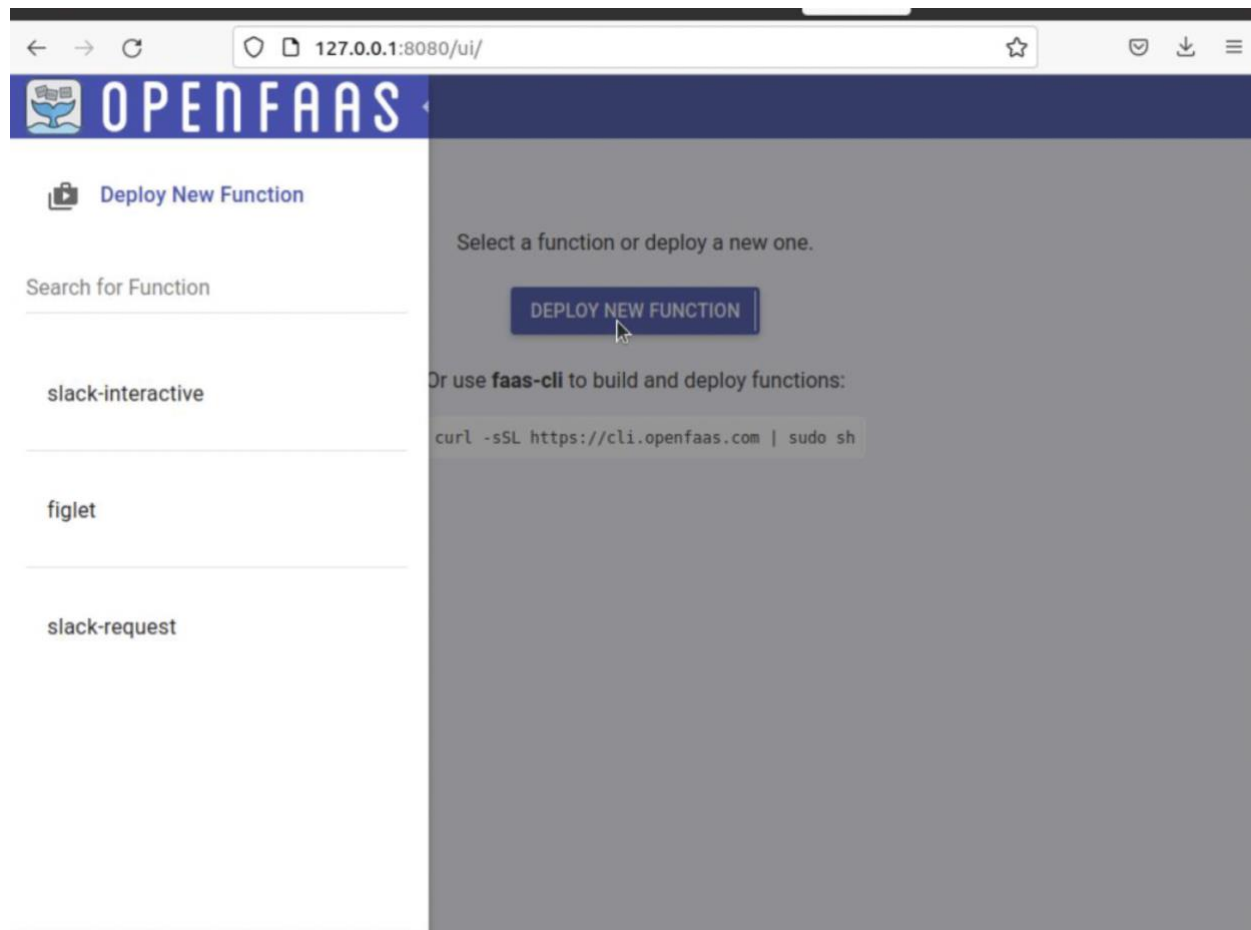 127.0.0.1:8080/ui/
OPENFAAS
Deploy New Function
Search for Function
slack-interactive
figlet
slack-request
Select a function or deploy a new one.
DEPLOY NEW FUNCTION
Or use faas-cli to build and deploy functions:
curl -sSL https://cli.openfaas.com | sudo sh